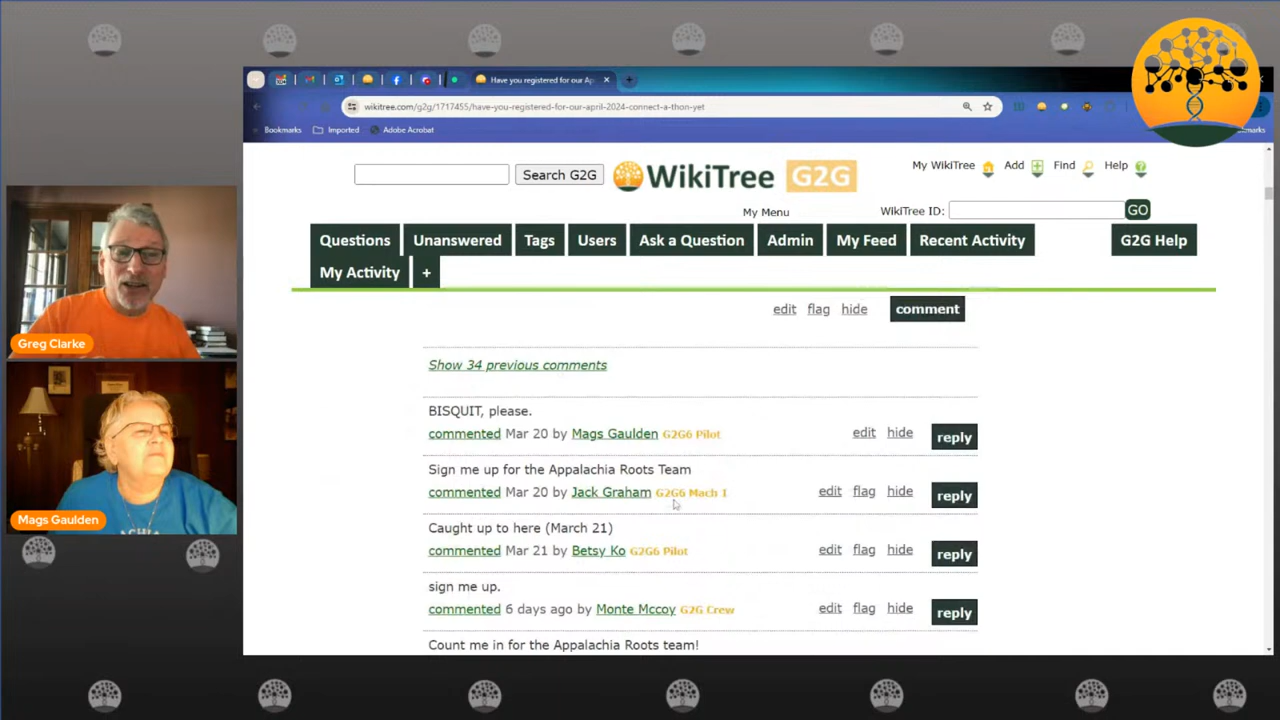 Have you registered for our Ap
wikitree.com/g2g/1717455/have-you-registered-for-our-april-2024-connect-a-thon-yet
Bookmarks Imported Adobe Acrobat
Search G2G WikiTree G2G My WikiTree Add Find Help
My Menu WikiTree ID: GO
Questions Unanswered Tags Users Ask a Question Admin My Feed Recent Activity G2G Help
My Activity +
edit flag hide comment
Show 34 previous comments
BISQUIT, please.
commented Mar 20 by Mags Gaulden G2G6 Pilot edit hide reply
Sign me up for the Appalachia Roots Team
commented Mar 20 by Jack Graham G2G6 Mach 1 edit flag hide reply
Caught up to here (March 21)
commented Mar 21 by Betsy Ko G2G6 Pilot edit flag hide reply
sign me up.
commented 6 days ago by Monte Mccoy G2G Crew edit flag hide reply
Count me in for the Appalachia Roots team!
Greg Clarke
Mags Gaulden